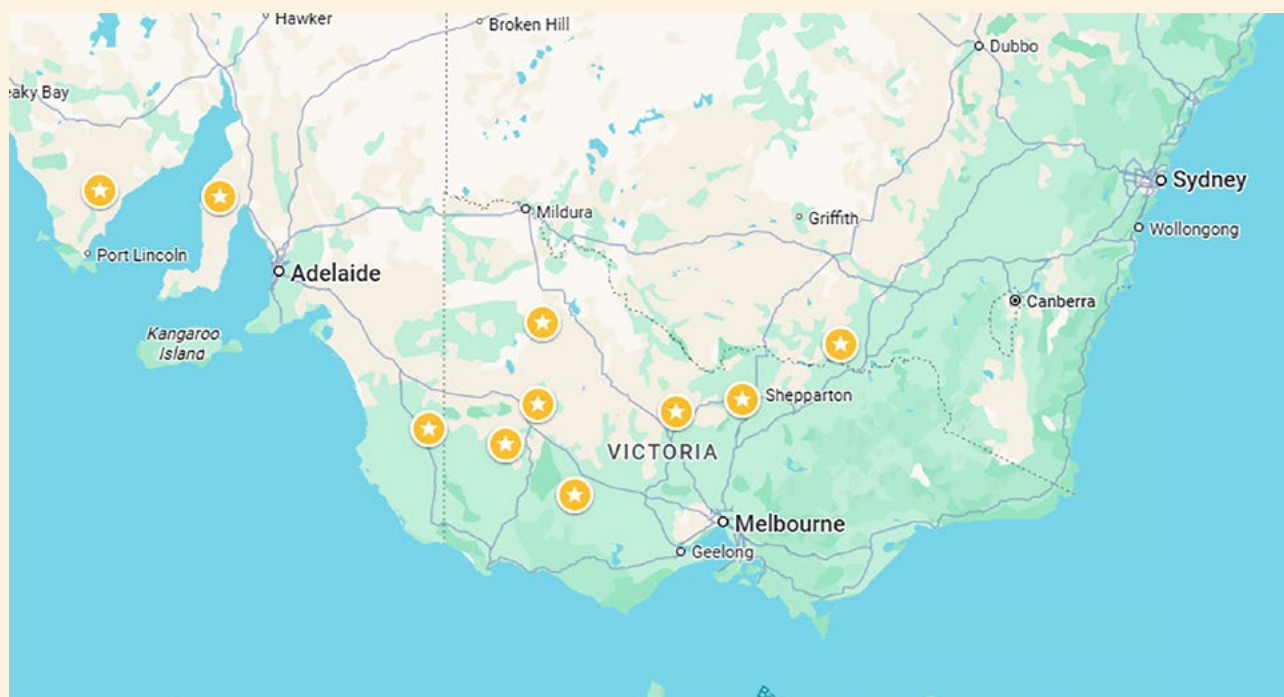 Hawker
Broken Hill
Dubbo
eaky Bay
Sydney
Mildura
Griffith
Wollongong
Port Lincoln
Adelaide
Canberra
Kangaroo
Island
Shepparton
VICTORIA
Melbourne
Geelong